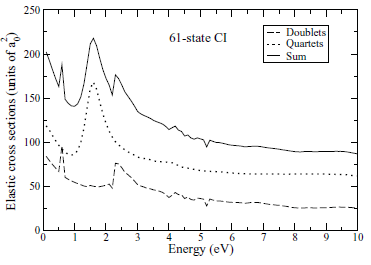 250
200
150
100
50
0
Elastic cross sections (units of a₀²)
61-state CI
Doublets
Quartets
Sum
0 1 2 3 4 5 6 7 8 9 10
Energy (eV)